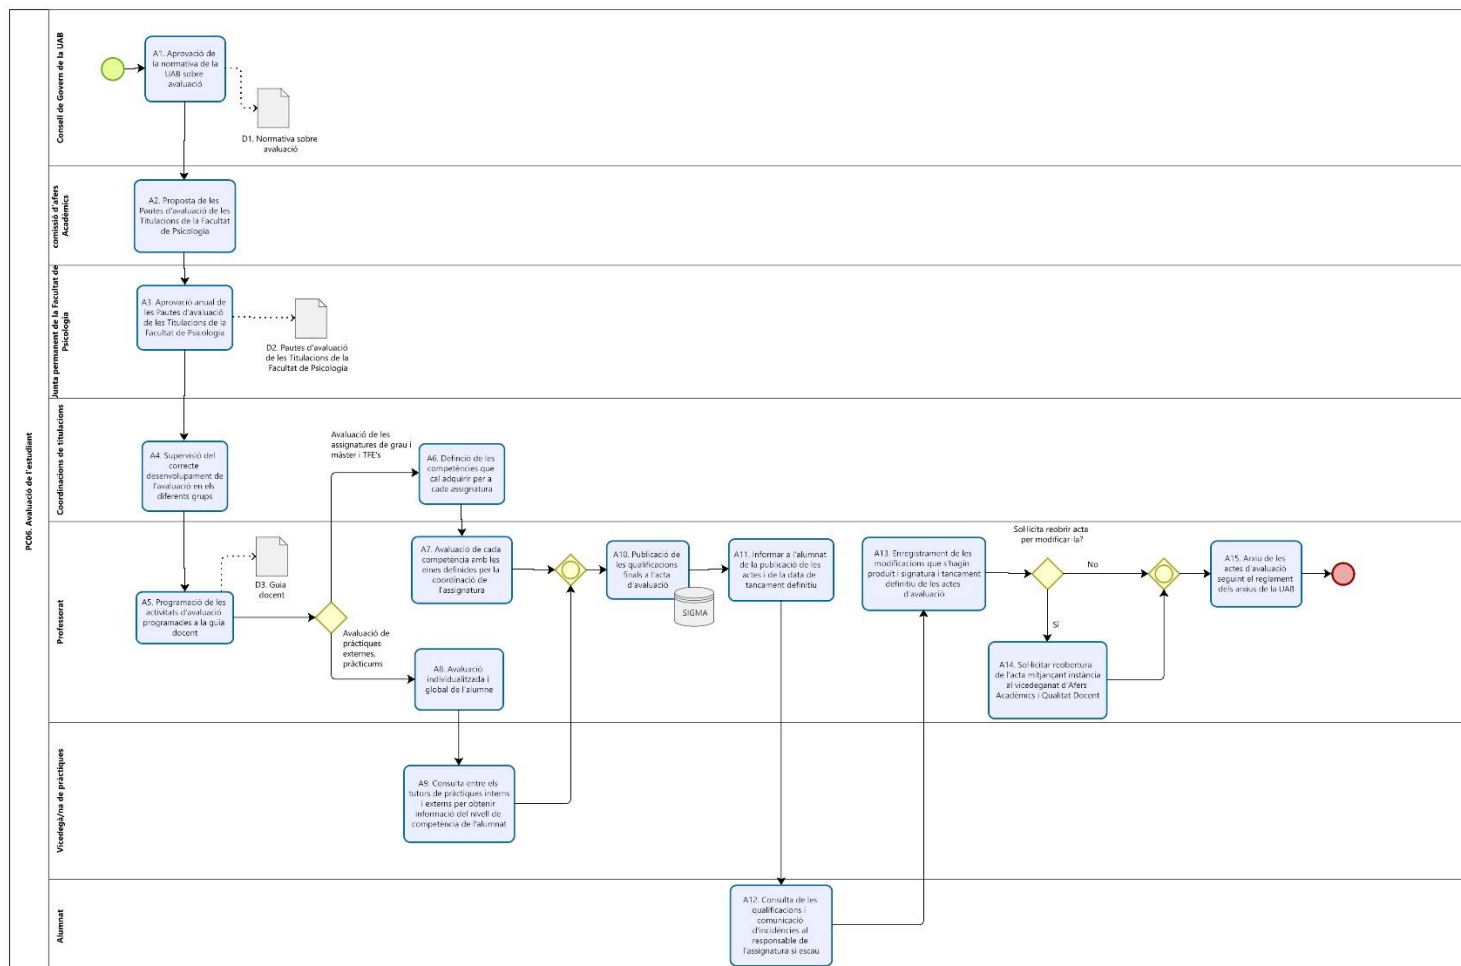 PC06. Avaluació de l'estudiant
Consell de Govern de la UAB
A1. Aprovació de
la normativa de la
UAB sobre
avaluació
D1. Normativa sobre
avaluació
comissió d'afers
Acadèmics
A2. Proposta de les
Pautes d'avaluació de les
Titulacions de la Facultat
de Psicologia
Junta permanent de la Facultat de
Psicologia
A3. Aprovació anual de
les Pautes d'avaluació
de les Titulacions de la
Facultat de Psicologia
D2. Pautes d'avaluació
de les Titulacions de la
Facultat de Psicologia
Coordinacions de titulacions
A4. Supervisió del
correcte
desenvolupament de
l'avaluació en els
diferents grups
Avaluació de les
assignatures de grau i
màster i TFE's
A6. Definció de les
competències que
cal adquirir per a
cada assignatura
Professorat
A5. Programació de les
activitats d'avaluació
programades a la guia
docent
D3. Guia
docent
Avaluació de
pràctiques
externes,
pràcticums
A7. Avaluació de cada
competència amb les
eines definides per la
coordinació de
l'assignatura
A8. Avaluació
individualitzada i
global de l'alumne
A10. Publicació de
les qualificacions
finals a l'acta
d'avaluació
SIGMA
A11. Informar a l'alumnat
de la publicació de les
actes i de la data de
tancament definitiu
A13. Enregistrament de les
modificacions que s'hagin
produït i signatura i tancament
definitiu de les actes
d'avaluació
Sol·licita reobrir acta
per modificar-la?
No
Sí
A14. Sol·licitar reobertura
de l'acta mitjançant instància
al vicedeganat d'Afers
Acadèmics i Qualitat Docent
A15. Arxiu de les
actes d'avaluació
seguint el reglament
dels arxius de la UAB
Vicedegà/na de pràctiques
A9. Consulta entre els
tutors de pràctiques interns
i externs per obtenir
informació del nivell de
competència de l'alumnat
Alumnat
A12. Consulta de les
qualificacions i
comunicació
d'incidències al
responsable de
l'assignatura si escau